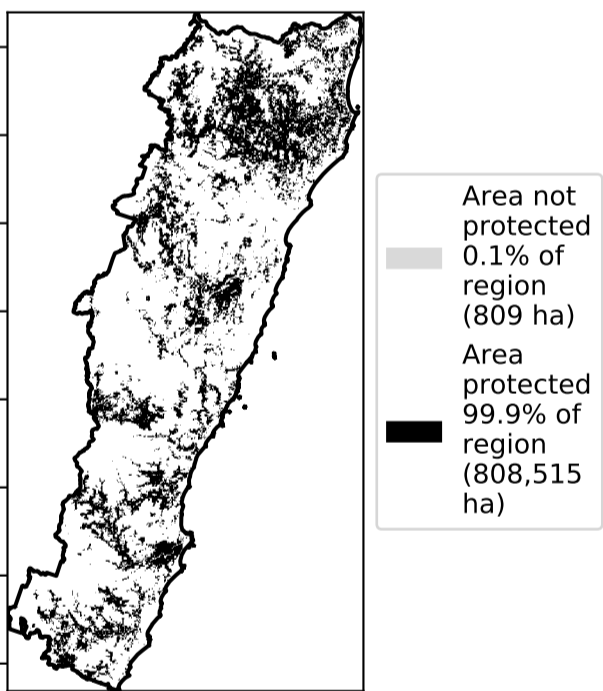 Area not
protected
0.1% of
region
(809 ha)
Area
protected
99.9% of
region
(808,515
ha)